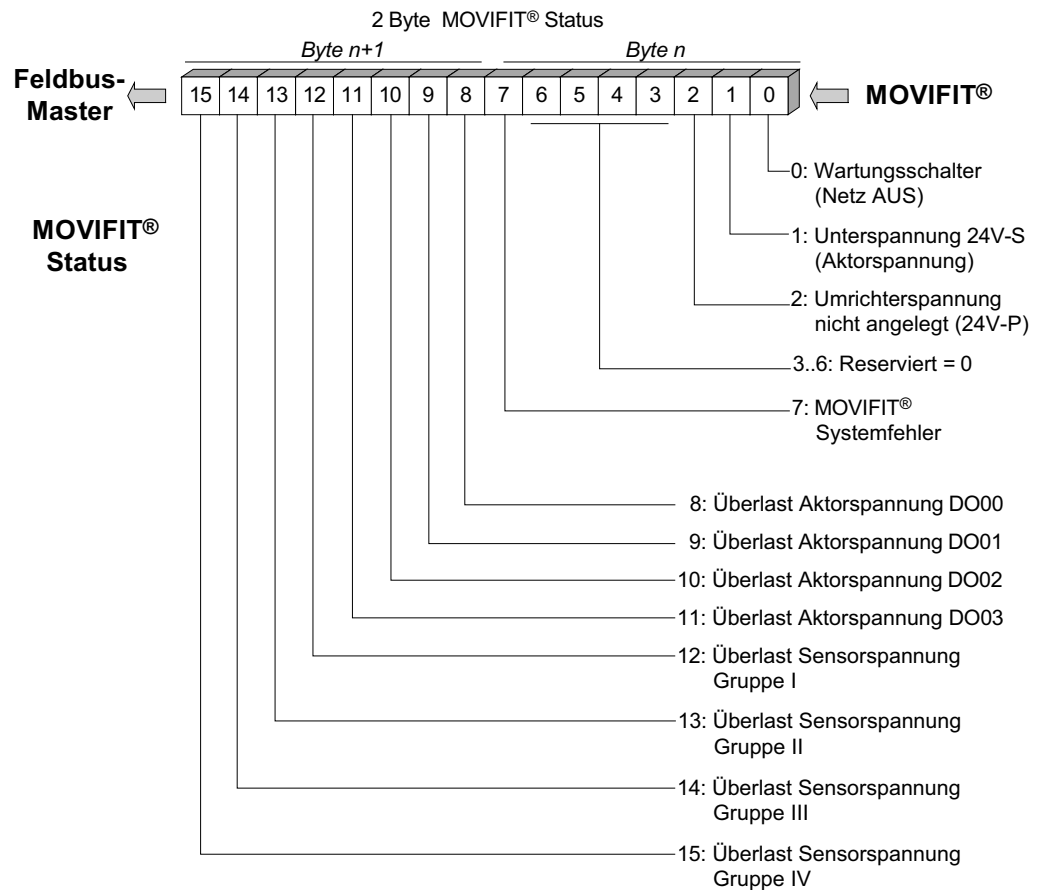 2 Byte MOVIFIT® Status
Byte n+1 Byte n
Feldbus-
Master
15 14 13 12 11 10 9 8 7 6 5 4 3 2 1 0
MOVIFIT®
MOVIFIT®
Status
0: Wartungsschalter
(Netz AUS)
1: Unterspannung 24V-S
(Aktorspannung)
2: Umrichterspannung
nicht angelegt (24V-P)
3..6: Reserviert = 0
7: MOVIFIT®
Systemfehler
8: Überlast Aktorspannung DO00
9: Überlast Aktorspannung DO01
10: Überlast Aktorspannung DO02
11: Überlast Aktorspannung DO03
12: Überlast Sensorspannung
Gruppe I
13: Überlast Sensorspannung
Gruppe II
14: Überlast Sensorspannung
Gruppe III
15: Überlast Sensorspannung
Gruppe IV